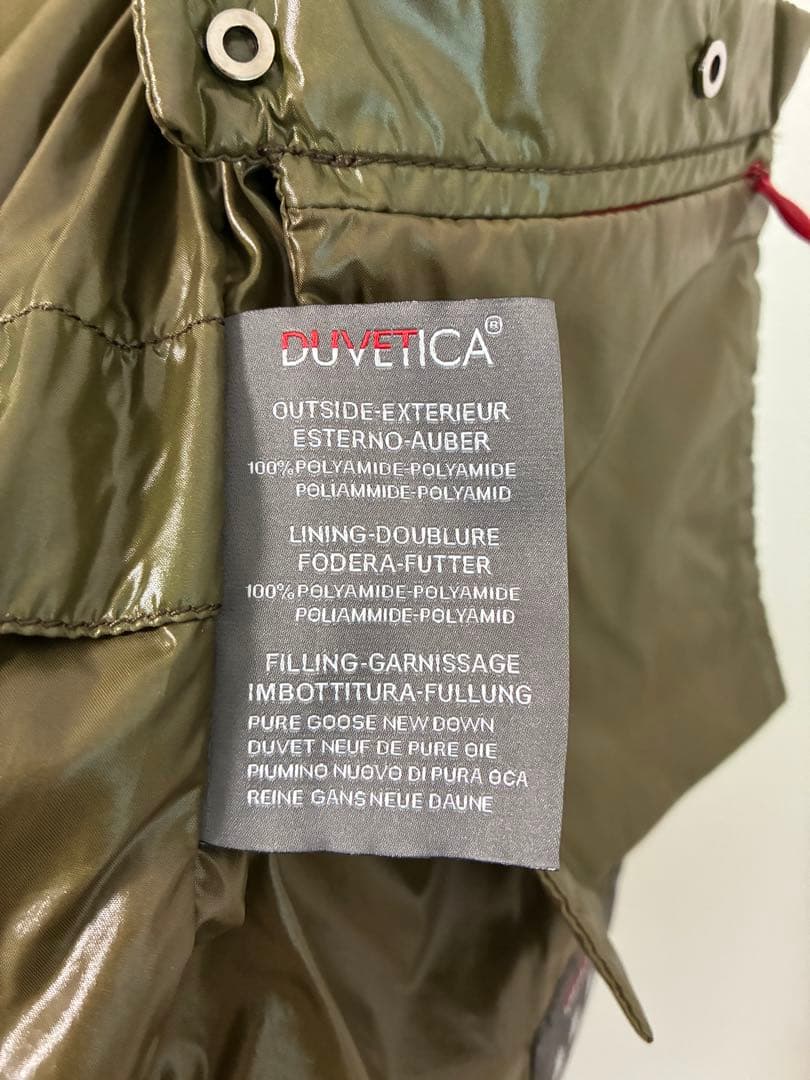 DUVETICA®
OUTSIDE-EXTERIEUR
ESTERNO-AUBER
100%POLYAMIDE-POLYAMIDE
POLIAMMIDE-POLYAMID
LINING-DOUBLURE
FODERA-FUTTER
100%POLYAMIDE-POLYAMIDE
POLIAMMIDE-POLYAMID
FILLING-GARNISSAGE
IMBOTTITURA-FULLUNG
PURE GOOSE NEW DOWN
DUVET NEUF DE PURE OIE
PIUMINO NUOVO DI PURA OCA
REINE GANS NEUE DAUNE